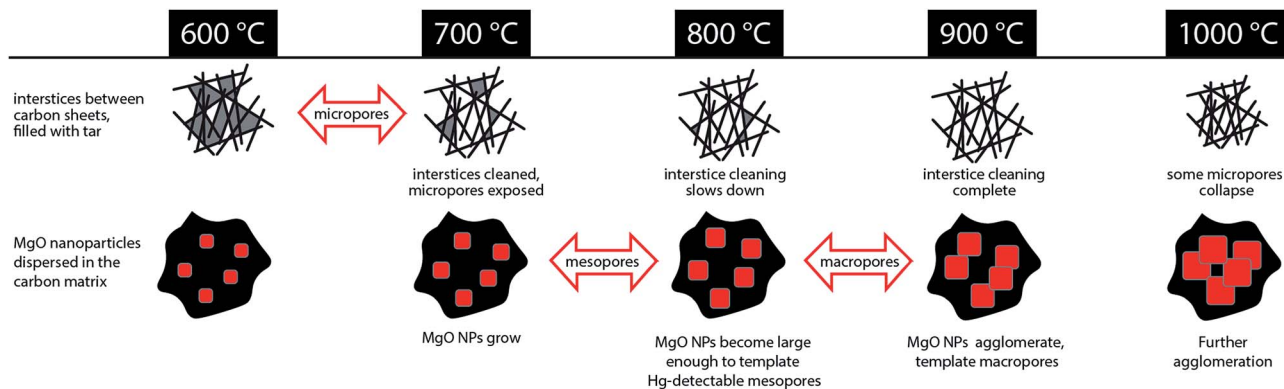 600 °C
700 °C
800 °C
900 °C
1000 °C
interstices between
carbon sheets,
filled with tar
micropores
interstices cleaned,
micropores exposed
interstice cleaning
slows down
interstice cleaning
complete
some micropores
collapse
MgO nanoparticles
dispersed in the
carbon matrix
mesopores
macropores
MgO NPs grow
MgO NPs become large
enough to template
Hg-detectable mesopores
MgO NPs agglomerate,
template macropores
Further
agglomeration